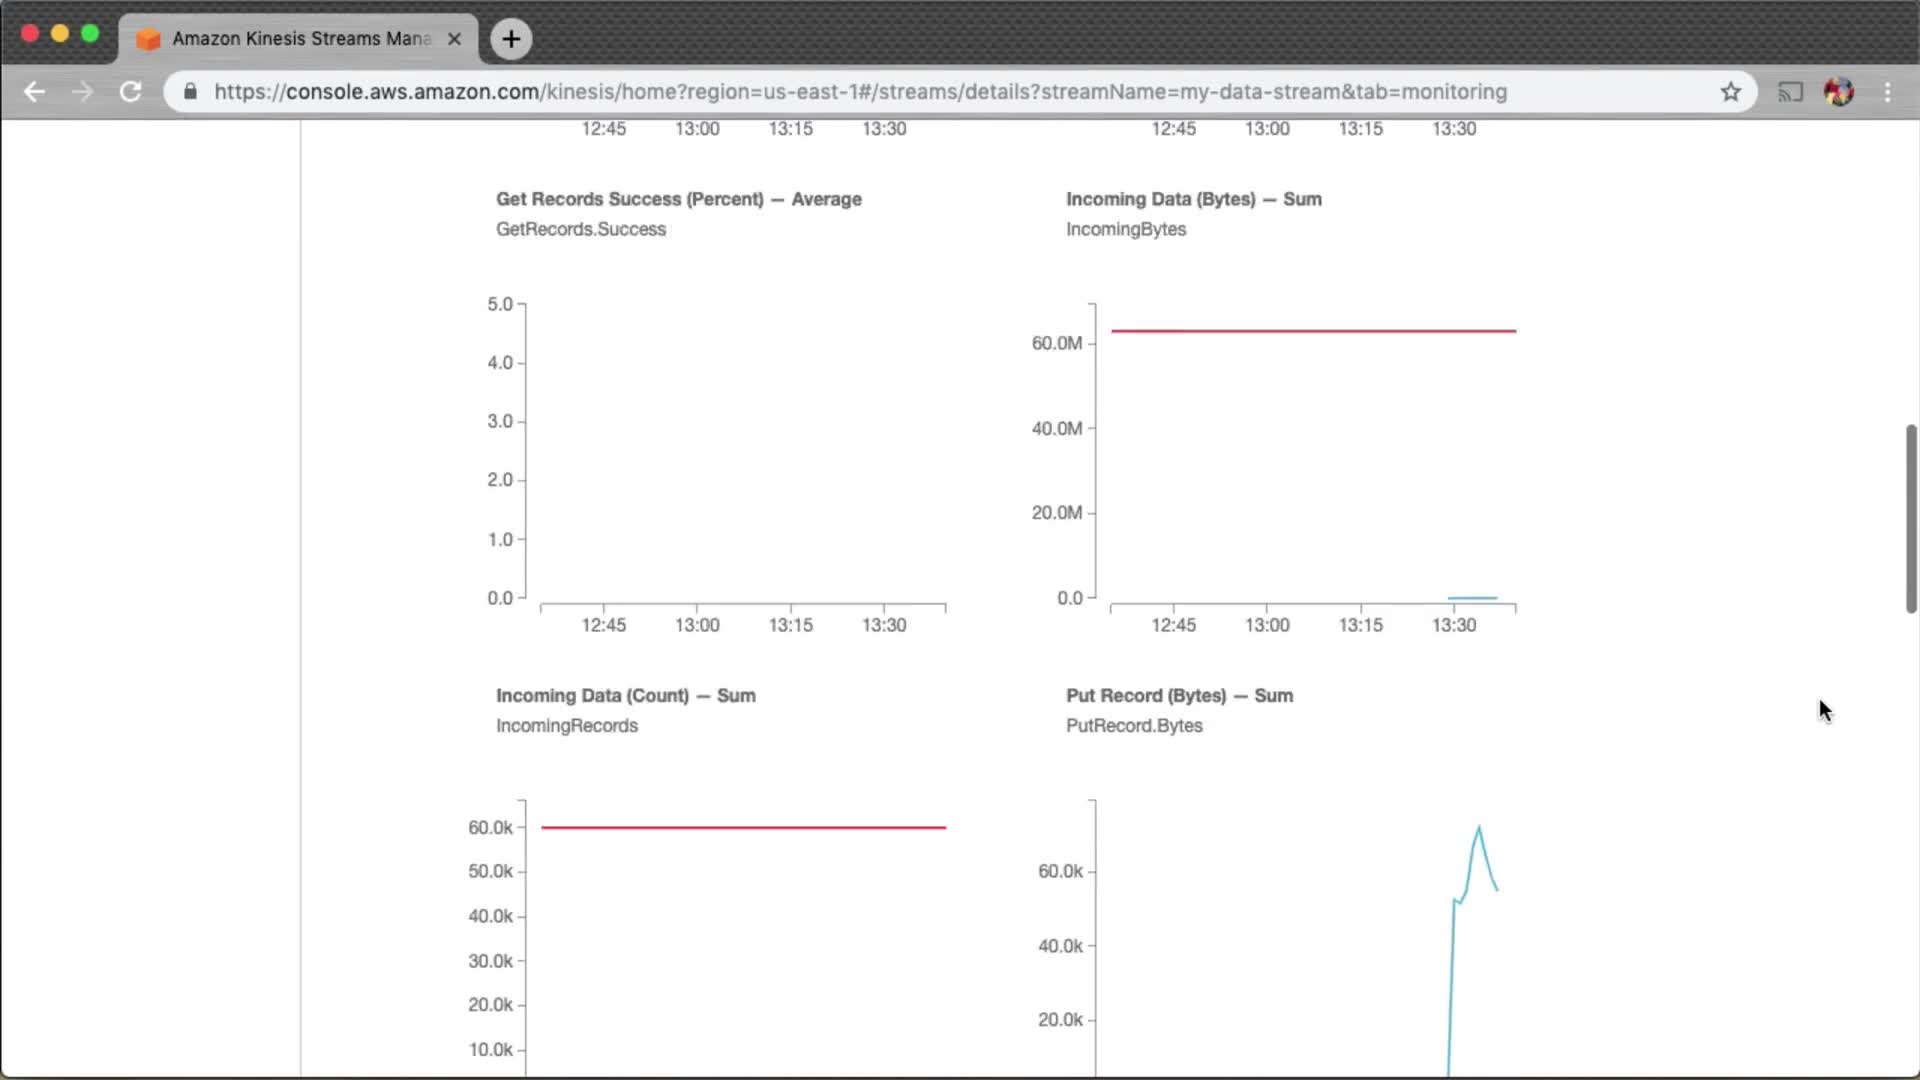 Amazon Kinesis Streams Mana
https://console.aws.amazon.com/kinesis/home?region=us-east-1#/streams/details?streamName=my-data-stream&tab=monitoring
12:45 13:00 13:15 13:30
12:45 13:00 13:15 13:30
Get Records Success (Percent) — Average
GetRecords.Success
5.0
4.0
3.0
2.0
1.0
0.0
12:45 13:00 13:15 13:30
Incoming Data (Bytes) — Sum
IncomingBytes
60.0M
40.0M
20.0M
0.0
12:45 13:00 13:15 13:30
Incoming Data (Count) — Sum
IncomingRecords
60.0k
50.0k
40.0k
30.0k
20.0k
10.0k
Put Record (Bytes) — Sum
PutRecord.Bytes
60.0k
40.0k
20.0k